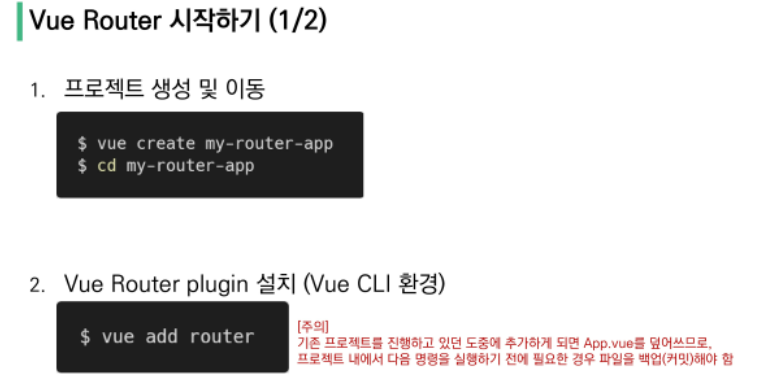 Vue Router 시작하기 (1/2)
1. 프로젝트 생성 및 이동
$ vue create my-router-app
$ cd my-router-app
2. Vue Router plugin 설치 (Vue CLI 환경)
$ vue add router
[주의]
기존 프로젝트를 진행하고 있던 도중에 추가하게 되면 App.vue를 덮어쓰므로,
프로젝트 내에서 다음 명령을 실행하기 전에 필요한 경우 파일을 백업(커밋)해야 함